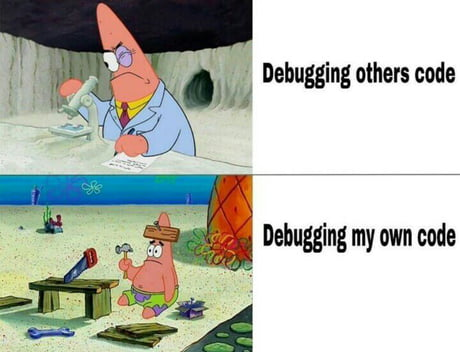 Debugging others code
Debugging my own code